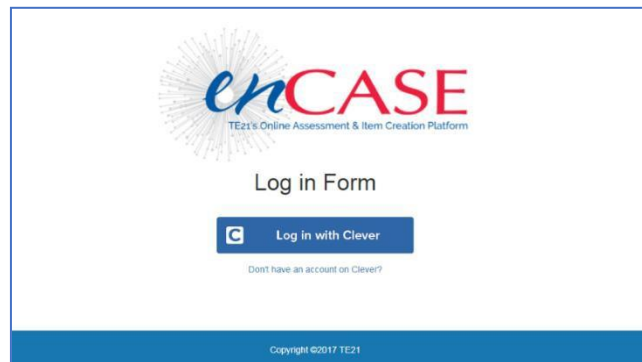 enCASE
TE21's Online Assessment & Item Creation Platform
Log in Form
C Log in with Clever
Don't have an account on Clever?
Copyright ©2017 TE21